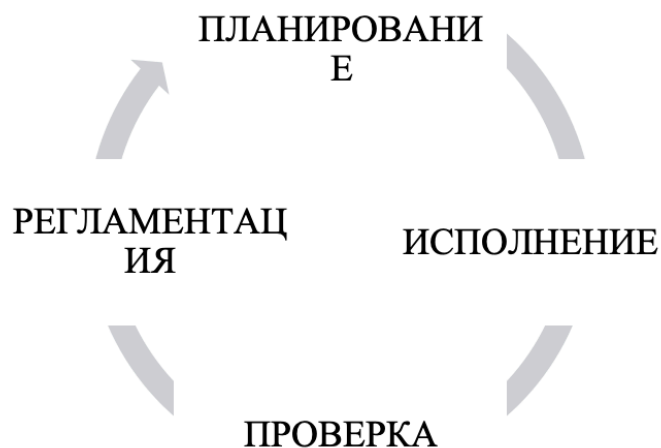 ПЛАНИРОВАНИ
Е
РЕГЛАМЕНТАЦ
ИЯ
ИСПОЛНЕНИЕ
ПРОВЕРКА